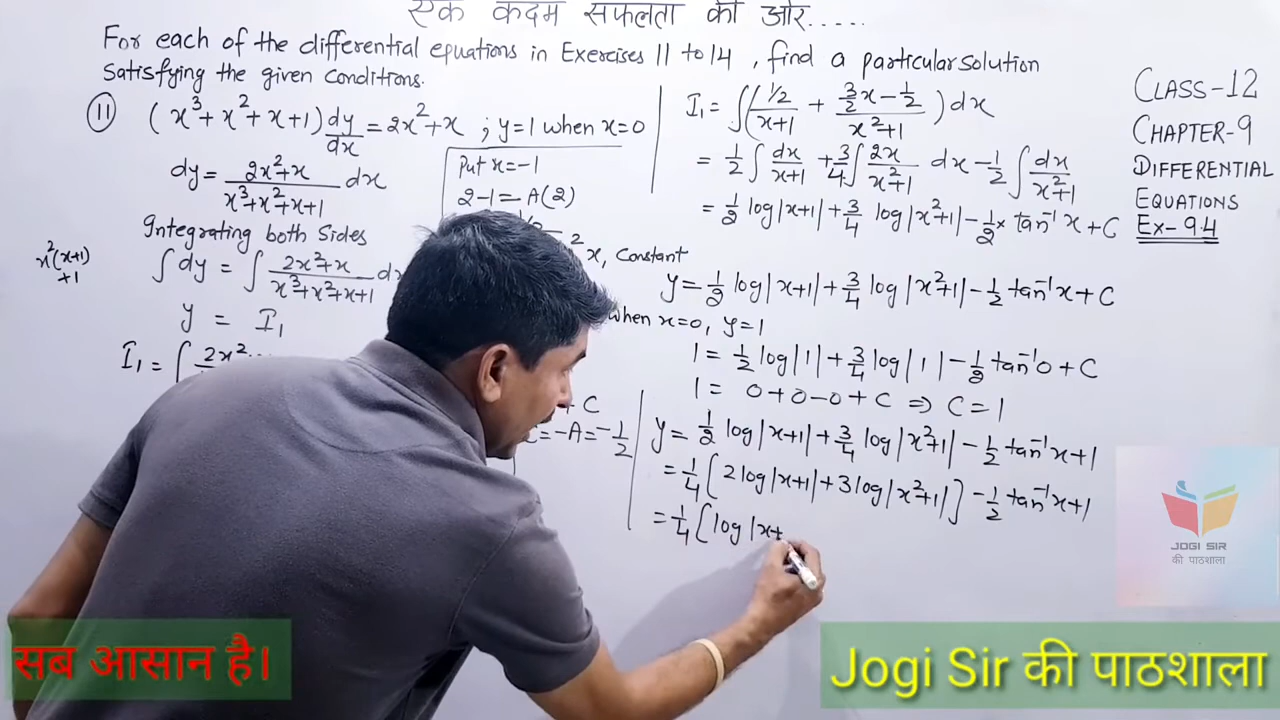 एक कदम सफलता की ओर.....
For each of the differential equations in Exercises 11 to 14, find a particular solution
Satisfying the given conditions.
(11) (x³+x²+x+1) dy/dx = 2x²+x ; y=1 when x=0
dy = (2x²+x)/(x³+x²+x+1) dx
Integrating both Sides
x²(x+1)
+1
∫dy = ∫ (2x²+x)/(x³+x²+x+1) dx
y = I₁
I₁ = ∫ 2x²
Put x=-1
2-1 = A(2)
1/2
x, Constant
+ C
= -A = -1/2
I₁ = ∫( (1/2)/(x+1) + (3/2 x - 1/2)/(x²+1) ) dx
= 1/2 ∫ dx/(x+1) + 3/4 ∫ 2x/(x²+1) dx - 1/2 ∫ dx/(x²+1)
= 1/2 log|x+1| + 3/4 log|x²+1| - 1/2 × tan⁻¹x + C
y = 1/2 log|x+1| + 3/4 log|x²+1| - 1/2 tan⁻¹x + C
when x=0, y=1
1 = 1/2 log|1| + 3/4 log|1| - 1/2 tan⁻¹0 + C
1 = 0+0-0+C ⇒ C=1
y = 1/2 log|x+1| + 3/4 log|x²+1| - 1/2 tan⁻¹x+1
= 1/4 [2log|x+1| + 3log|x²+1|] - 1/2 tan⁻¹x+1
= 1/4 [log|x+
CLASS-12
CHAPTER-9
DIFFERENTIAL
EQUATIONS
Ex-9.4
JOGI SIR
की पाठशाला
सब आसान है।
Jogi Sir की पाठशाला